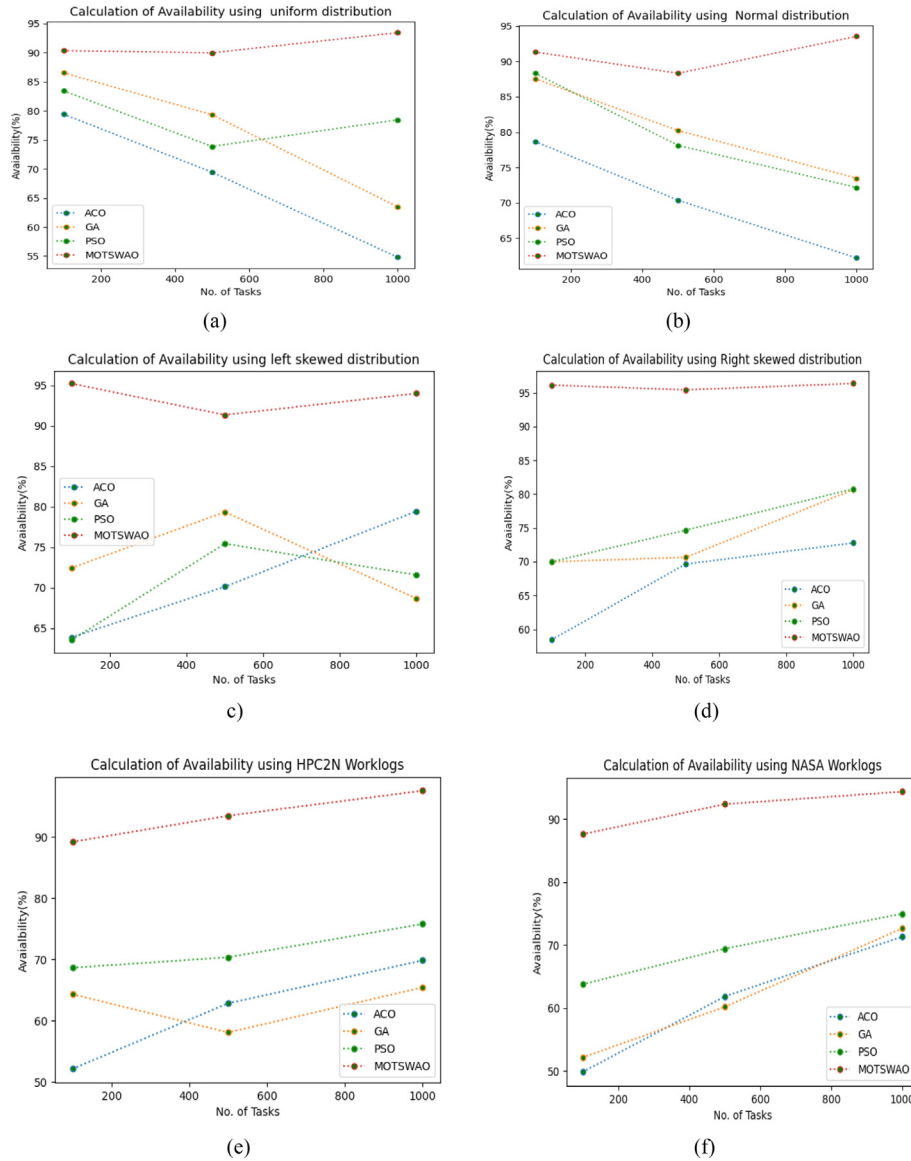 Calculation of Availability using uniform distribution
95
90
85
80
75
70
65
60
55
Avaialbility(%)
ACO
GA
PSO
MOTSWAO
200 400 600 800 1000
No. of Tasks
(a)
Calculation of Availability using Normal distribution
95
90
85
80
75
70
65
Avaialbility(%)
ACO
GA
PSO
MOTSWAO
200 400 600 800 1000
No. of Tasks
(b)
Calculation of Availability using left skewed distribution
95
90
85
80
75
70
65
Avaialbility(%)
ACO
GA
PSO
MOTSWAO
200 400 600 800 1000
No. of Tasks
c)
Calculation of Availability using Right skewed distribution
95
90
85
80
75
70
65
60
Avaialbility(%)
ACO
GA
PSO
MOTSWAO
200 400 600 800 1000
No. of Tasks
(d)
Calculation of Availability using HPC2N Worklogs
90
80
70
60
50
Avaialbility(%)
ACO
GA
PSO
MOTSWAO
200 400 600 800 1000
No. of Tasks
(e)
Calculation of Availability using NASA Worklogs
90
80
70
60
50
Avaialbility(%)
ACO
GA
PSO
MOTSWAO
200 400 600 800 1000
No. of Tasks
(f)